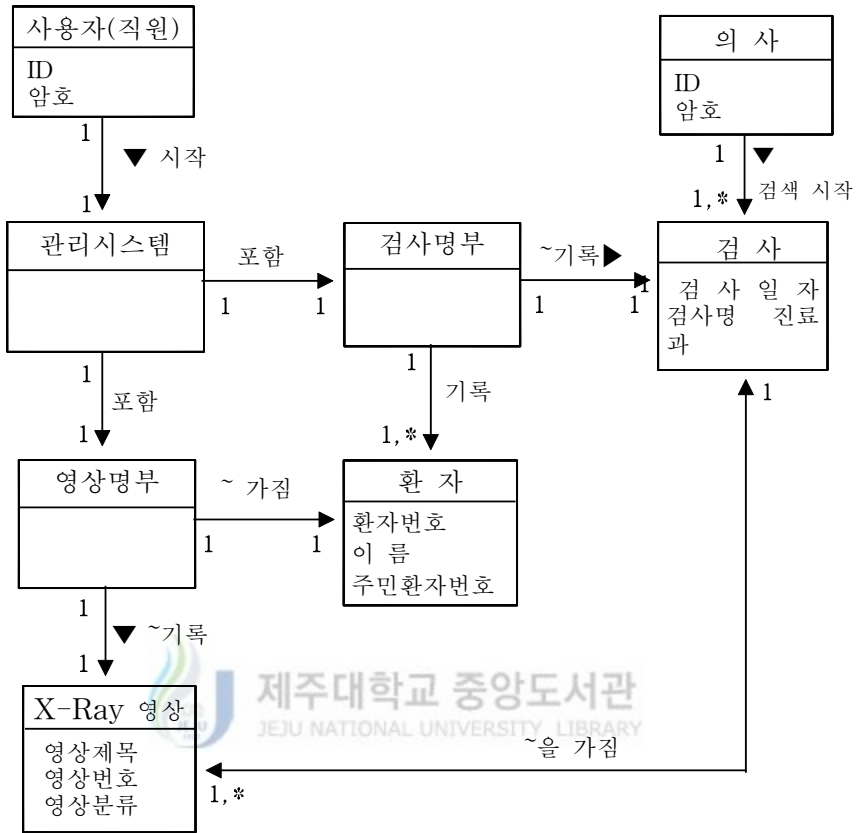 사용자(직원)
ID
암호
의 사
ID
암호
1
▼ 시작
1
1 ▼
1,* 검색 시작
관리시스템
포함
1 1
검사명부
~기록▶
1 1 1
검 사
검 사 일 자
검사명 진료
과
1
포함
1
1
기록
1,*
1
영상명부
~ 가짐
1 1
환 자
환자번호
이 름
주민환자번호
1
▼ ~기록
1
제주대학교 중앙도서관
JEJU NATIONAL UNIVERSITY LIBRARY
X-Ray 영상
영상제목
영상번호
영상분류
~을 가짐
1,*